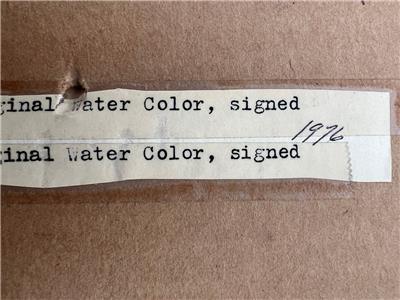 ginal Water Color, signed
1976
ginal Water Color, signed